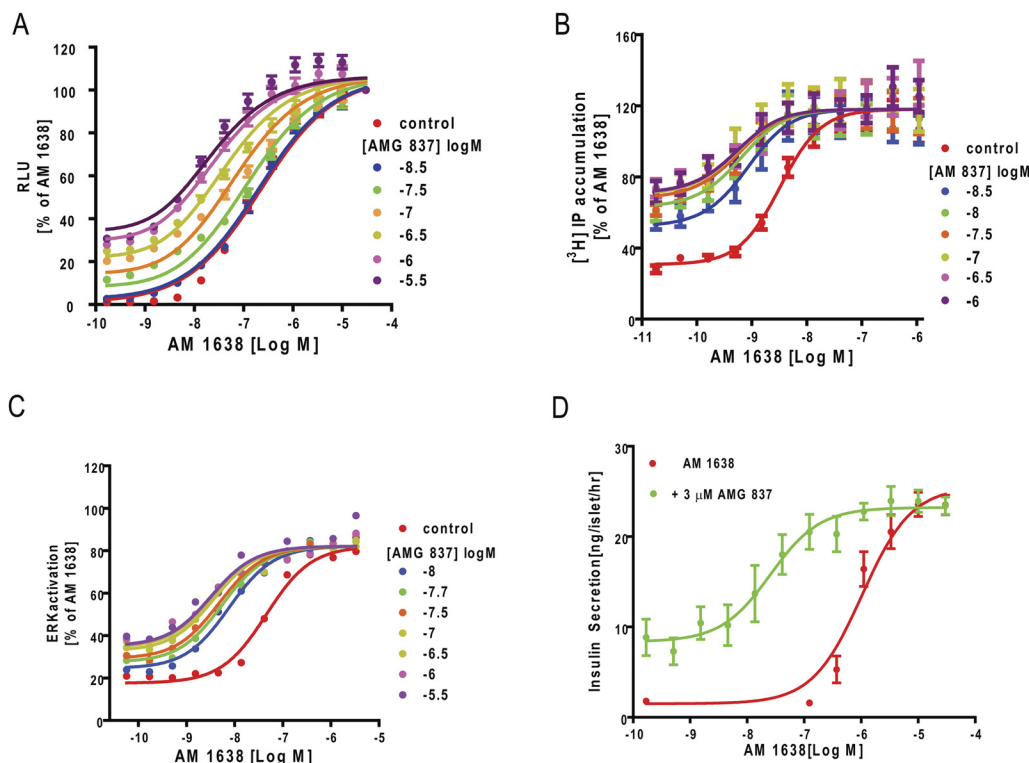 A
RLU
[% of AM 1638]
120
100
80
60
40
20
0
-10 -9 -8 -7 -6 -5 -4
AM 1638 [Log M]
control
[AMG 837] logM
-8.5
-7.5
-7
-6.5
-6
-5.5
B
[³H] IP accumulation
[% of AM 1638]
160
120
80
40
0
-11 -10 -9 -8 -7 -6
AM 1638 [Log M]
control
[AM 837] logM
-8.5
-8
-7.5
-7
-6.5
-6
C
ERKactivation
[% of AM 1638]
120
100
80
60
40
20
0
-10 -9 -8 -7 -6 -5
AM 1638 [Log M]
control
[AMG 837] logM
-8
-7.7
-7.5
-7
-6.5
-6
-5.5
D
Insulin Secretion[ng/islet/hr]
30
20
10
0
-10 -9 -8 -7 -6 -5 -4
AM 1638[Log M]
AM 1638
+ 3 μM AMG 837